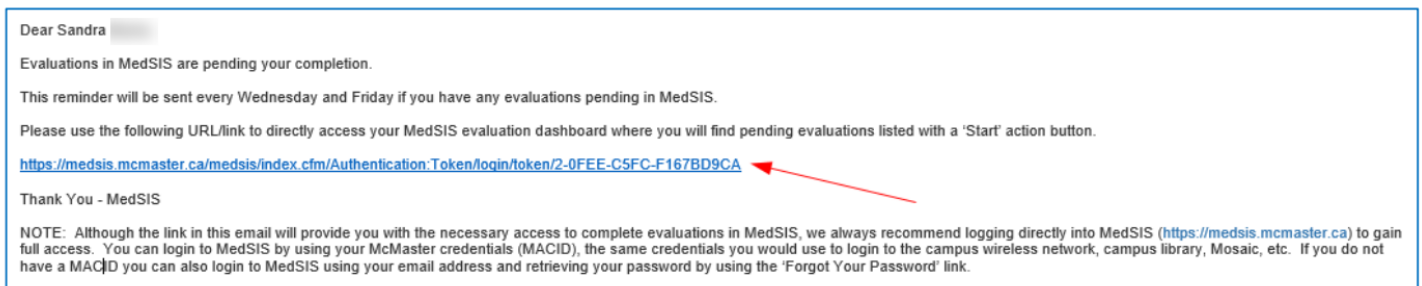 Dear Sandra
Evaluations in MedSIS are pending your completion.
This reminder will be sent every Wednesday and Friday if you have any evaluations pending in MedSIS.
Please use the following URL/link to directly access your MedSIS evaluation dashboard where you will find pending evaluations listed with a ‘Start’ action button.
https://medsis.mcmaster.ca/medsis/index.cfm/Authentication:Token/login/token/2-0FEE-C5FC-F167BD9CA
Thank You - MedSIS
NOTE:  Although the link in this email will provide you with the necessary access to complete evaluations in MedSIS, we always recommend logging directly into MedSIS (https://medsis.mcmaster.ca) to gain
full access.  You can login to MedSIS by using your McMaster credentials (MACID), the same credentials you would use to login to the campus wireless network, campus library, Mosaic, etc.  If you do not
have a MACID you can also login to MedSIS using your email address and retrieving your password by using the ‘Forgot Your Password’ link.